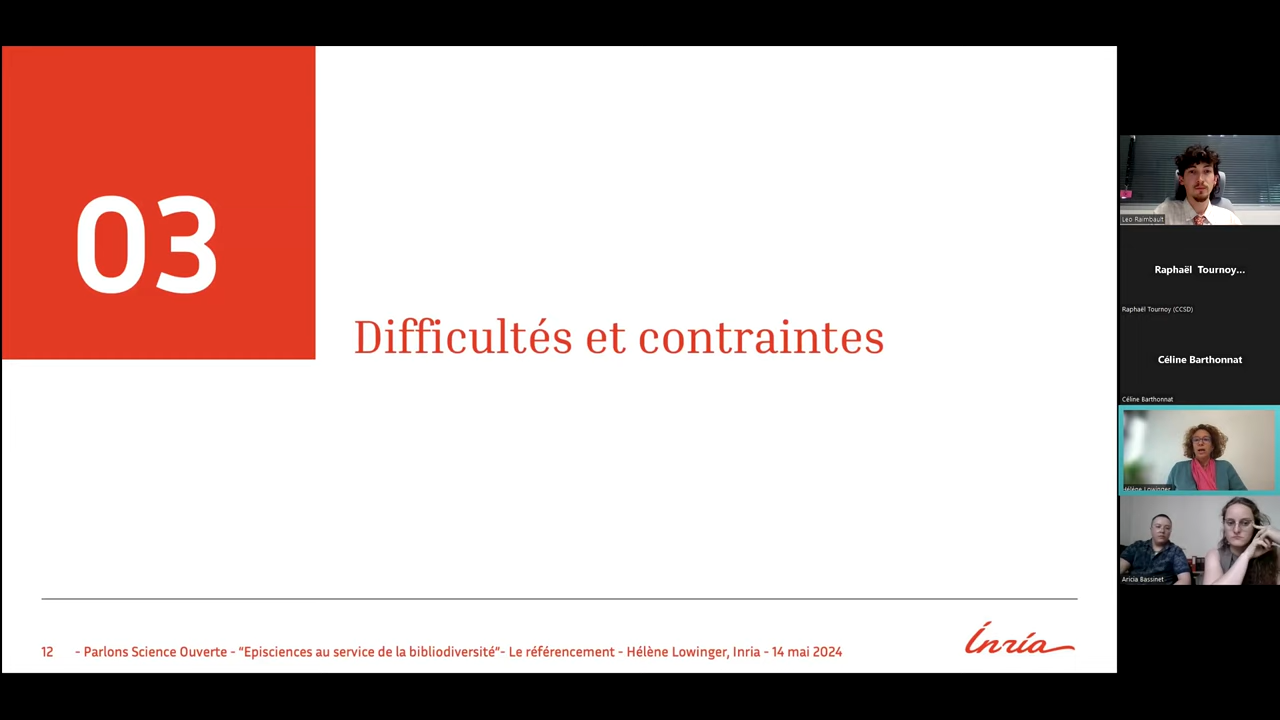 03
Difficultés et contraintes
12 - Parlons Science Ouverte - “Episciences au service de la bibliodiversité”- Le référencement - Hélène Lowinger, Inria - 14 mai 2024
Inria
Leo Raimbault
Raphaël Tournoy...
Raphaël Tournoy (CCSD)
Céline Barthonnat
Céline Barthonnat
Hélène Lowinger
Aricia Bassinet